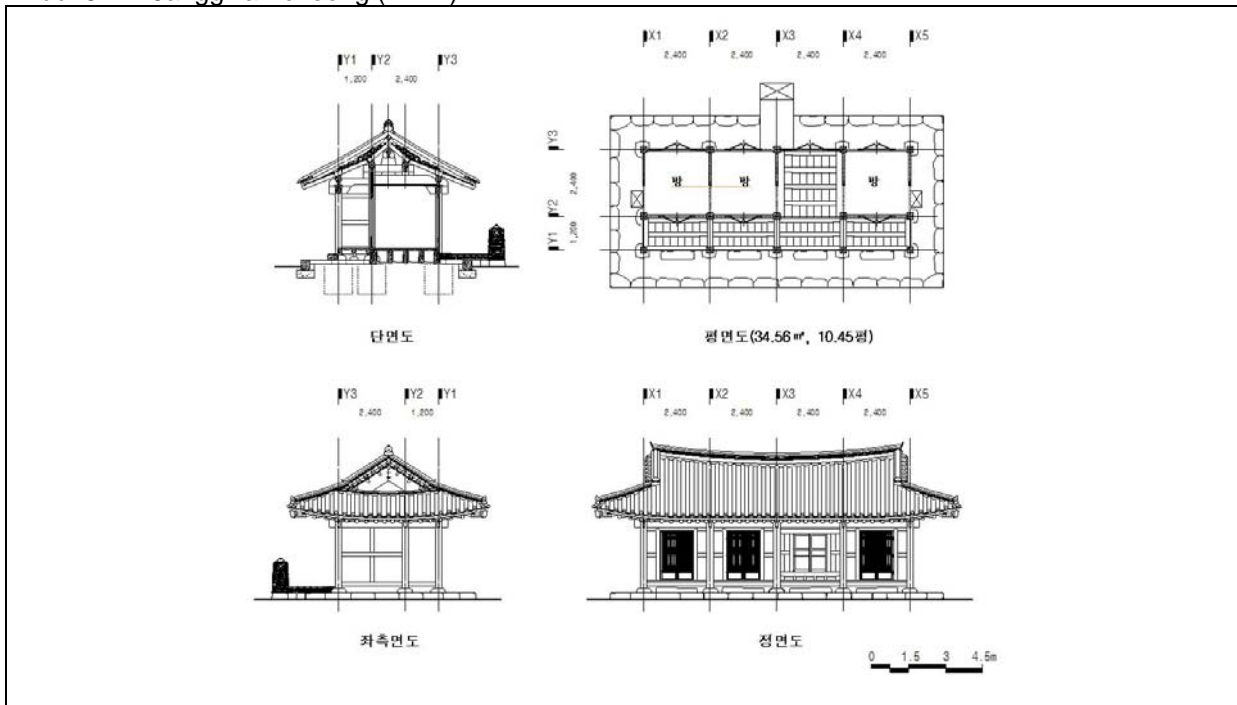 Y1 Y2 Y3
1,200 2,400
단면도
X1 X2 X3 X4 X5
2,400 2,400 2,400 2,400
Y3
2,400
Y2
1,200
Y1
방 방 방
평면도(34.56㎡, 10.45평)
Y3 Y2 Y1
2,400 1,200
좌측면도
X1 X2 X3 X4 X5
2,400 2,400 2,400 2,400
정면도
0 1.5 3 4.5m